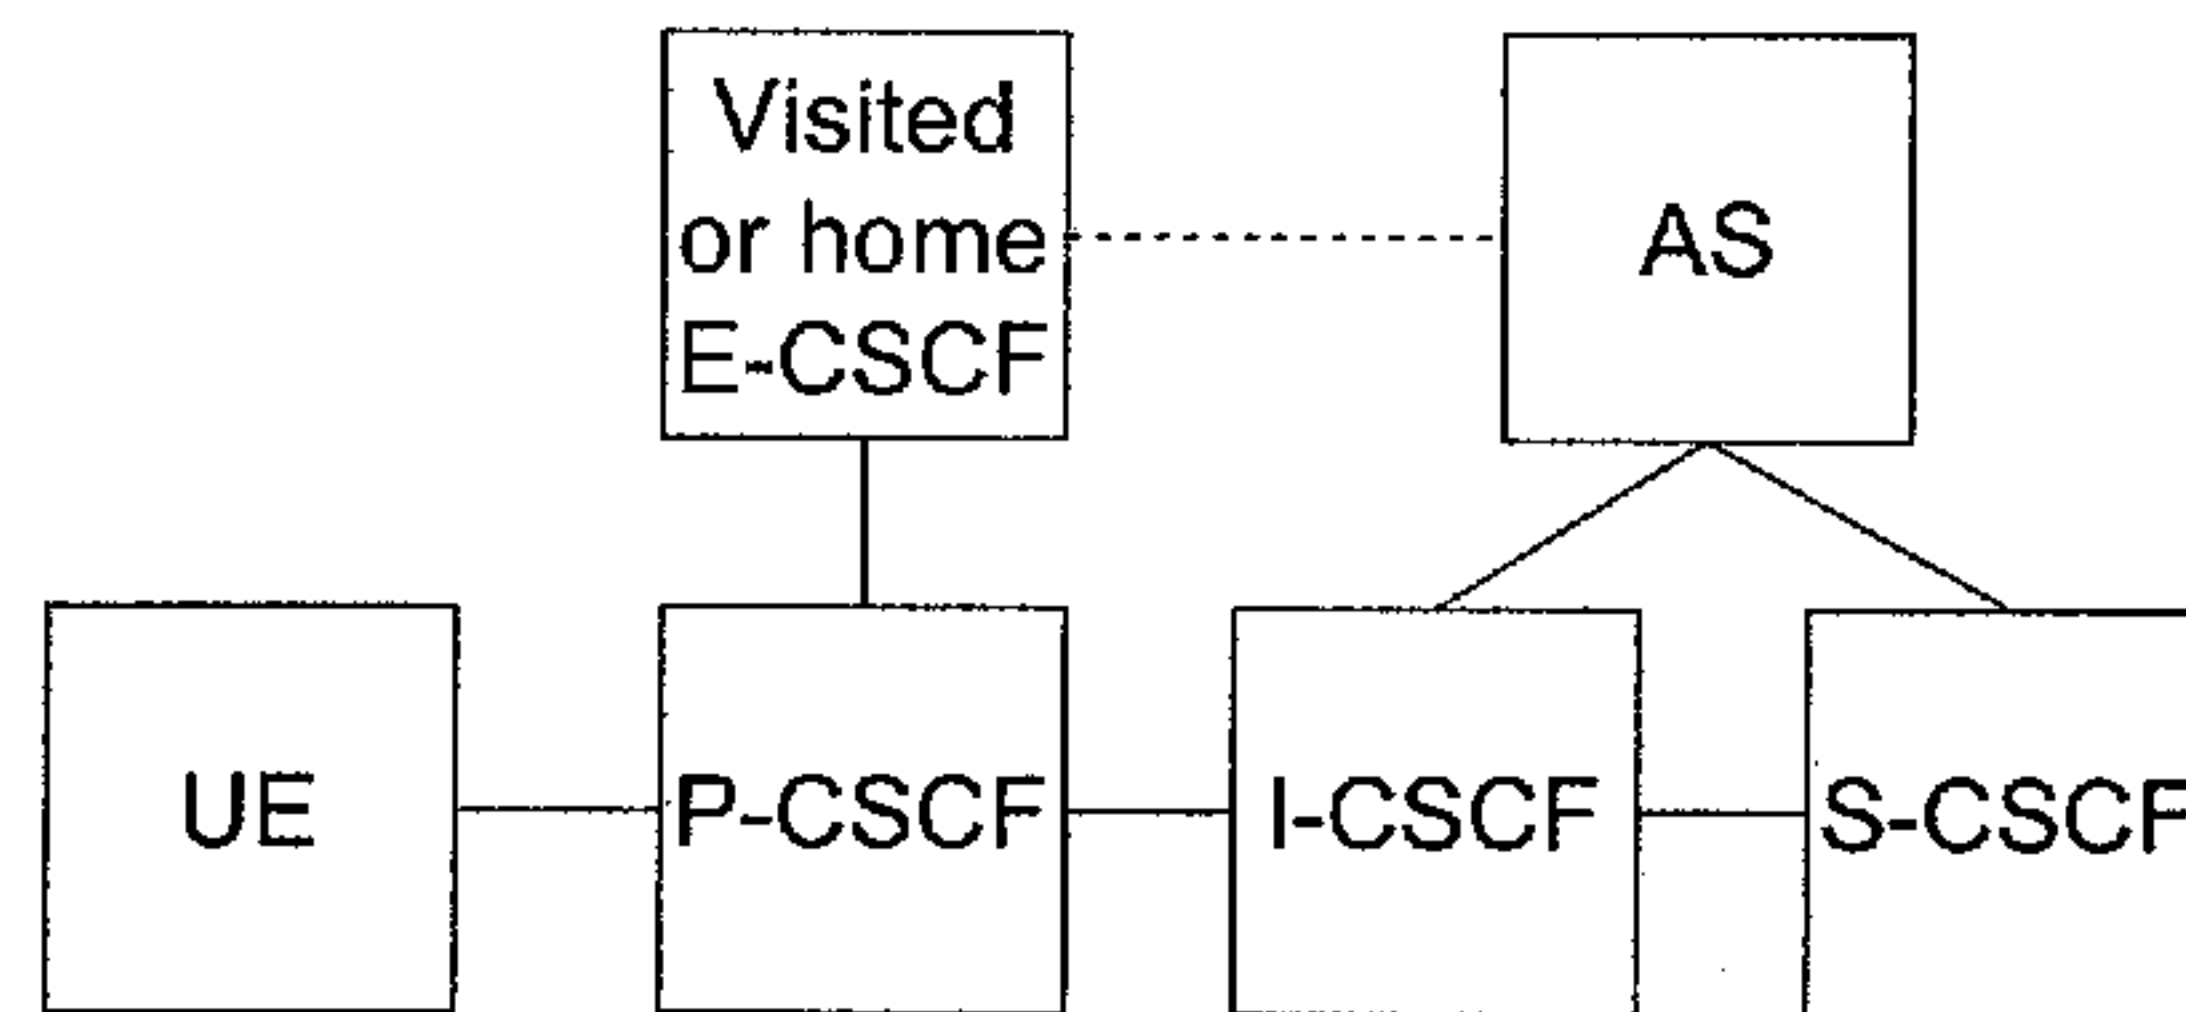 Visited
or home
E-CSCF
AS
UE
P-CSCF
I-CSCF
S-CSCF